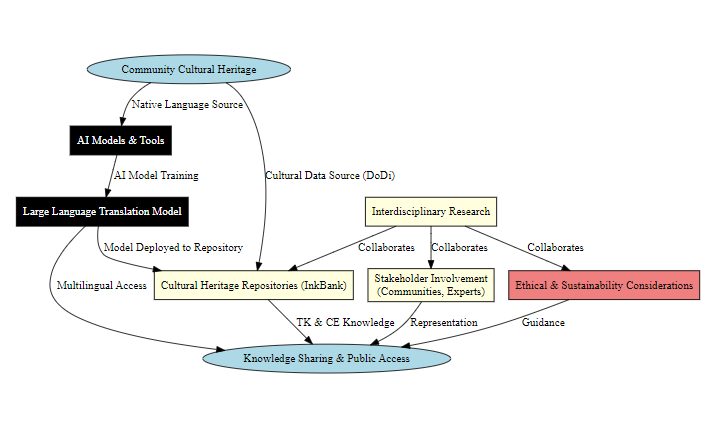 Community Cultural Heritage
Native Language Source
AI Models & Tools
AI Model Training
Cultural Data Source (DoDi)
Large Language Translation Model
Interdisciplinary Research
Model Deployed to Repository
Collaborates
Collaborates
Collaborates
Multilingual Access
Cultural Heritage Repositories (InkBank)
Stakeholder Involvement
(Communities, Experts)
Ethical & Sustainability Considerations
TK & CE Knowledge
Representation
Guidance
Knowledge Sharing & Public Access